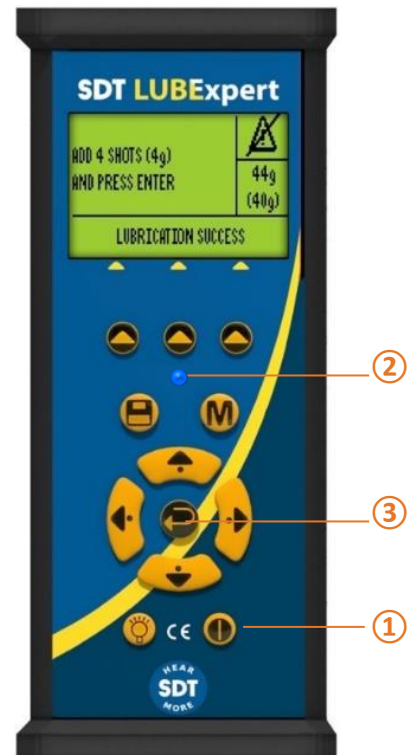 SDT LUBExpert
ADD 4 SHOTS (4g)
AND PRESS ENTER
44g
(40g)
LUBRICATION SUCCESS
②
M
③
CE
①
HEAR
SDT
MORE